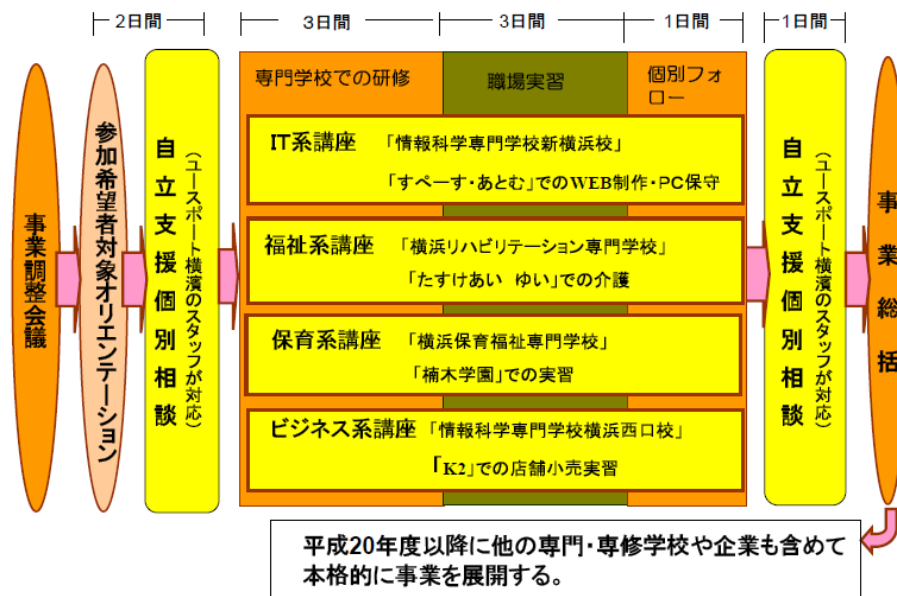 2日間
3日間
3日間
1日間
1日間
事業調整会議
参加希望者対象オリエンテーション
自立支援個別相談
（ユースポート横濱のスタッフが対応）
専門学校での研修
職場実習
個別フォ
ロー
IT系講座 「情報科学専門学校新横浜校」
「すぺーす・あとむ」でのWEB制作・PC保守
福祉系講座 「横浜リハビリテーション専門学校」
「たすけあい ゆい」での介護
保育系講座 「横浜保育福祉専門学校」
「楠木学園」での実習
ビジネス系講座 「情報科学専門学校横浜西口校」
「K2」での店舗小売実習
自立支援個別相談
（ユースポート横濱のスタッフが対応）
事業総括
平成20年度以降に他の専門・専修学校や企業も含めて
本格的に事業を展開する。